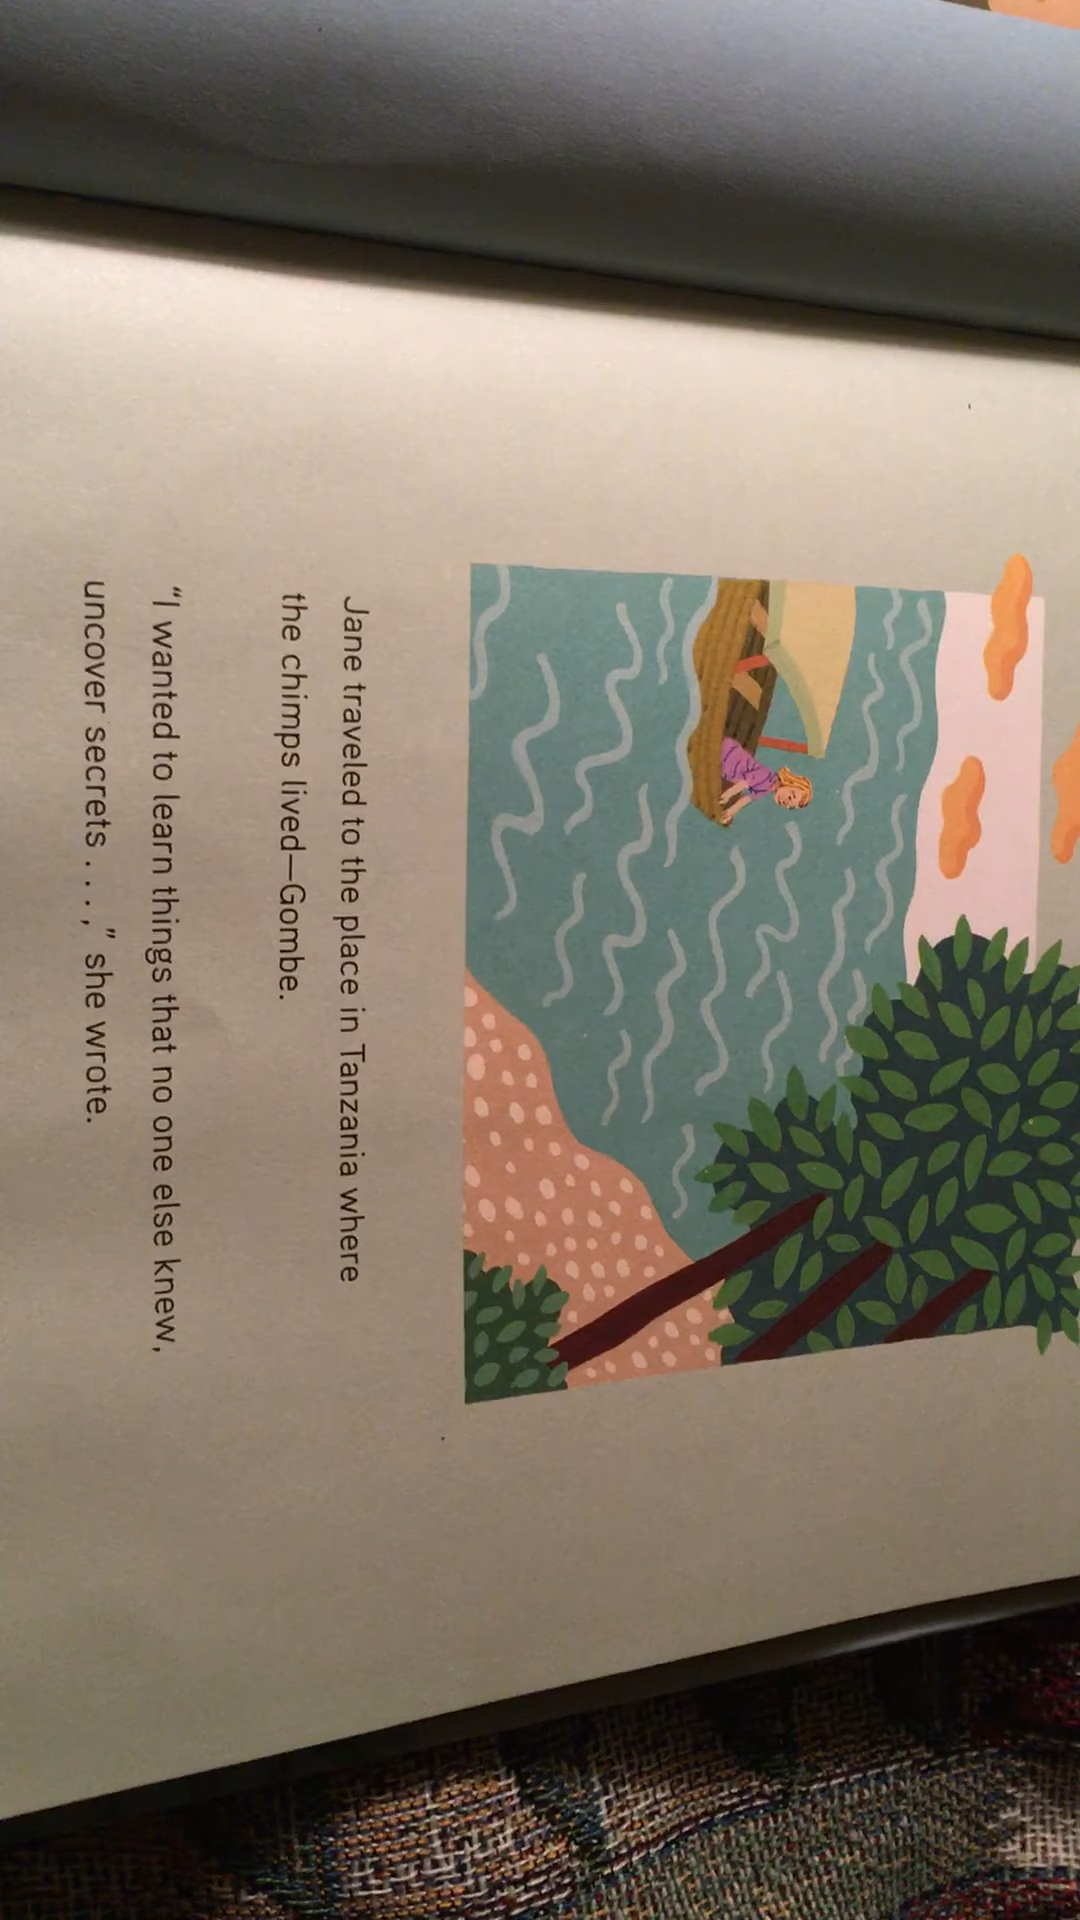 Jane traveled to the place in Tanzania where
the chimps lived—Gombe.
“I wanted to learn things that no one else knew,
uncover secrets . . . ,” she wrote.